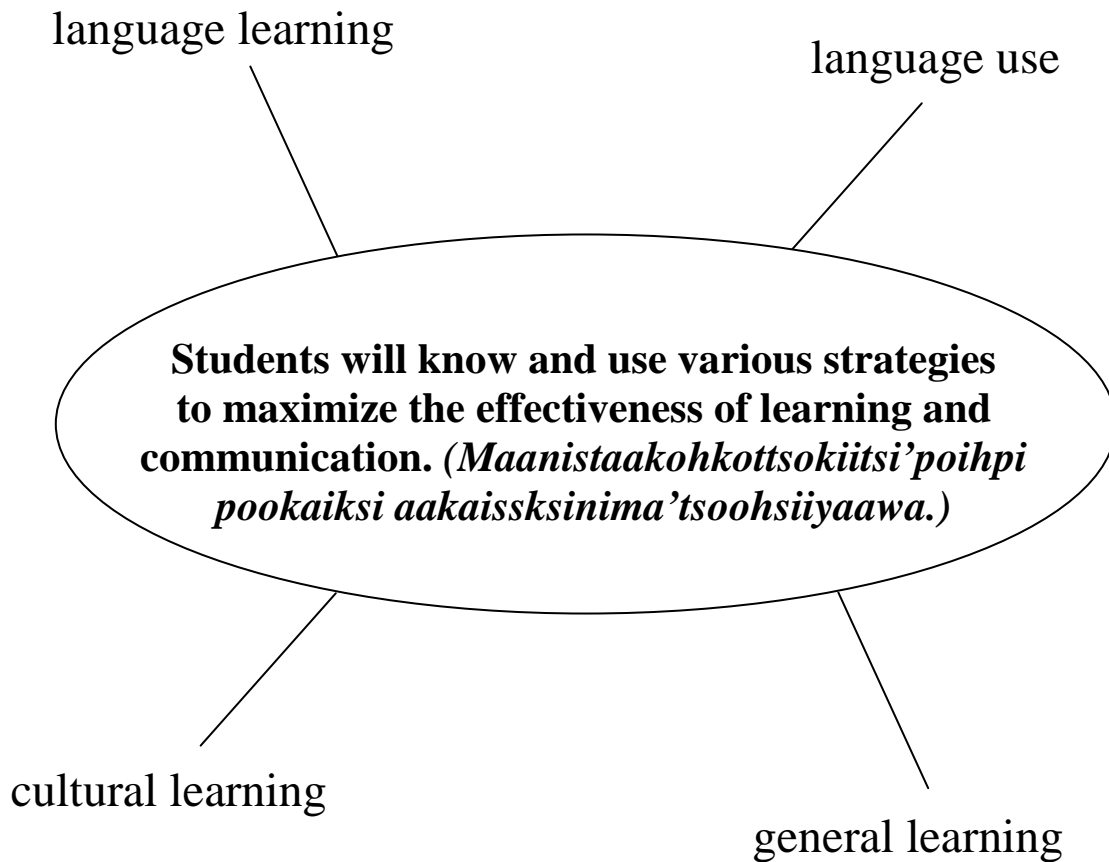 language learning
language use
Students will know and use various strategies
to maximize the effectiveness of learning and
communication. (Maanistaakohkottsokiitsi’poihpi
pookaiksi aakaissksinima’tsoohsiiyaawa.)
cultural learning
general learning